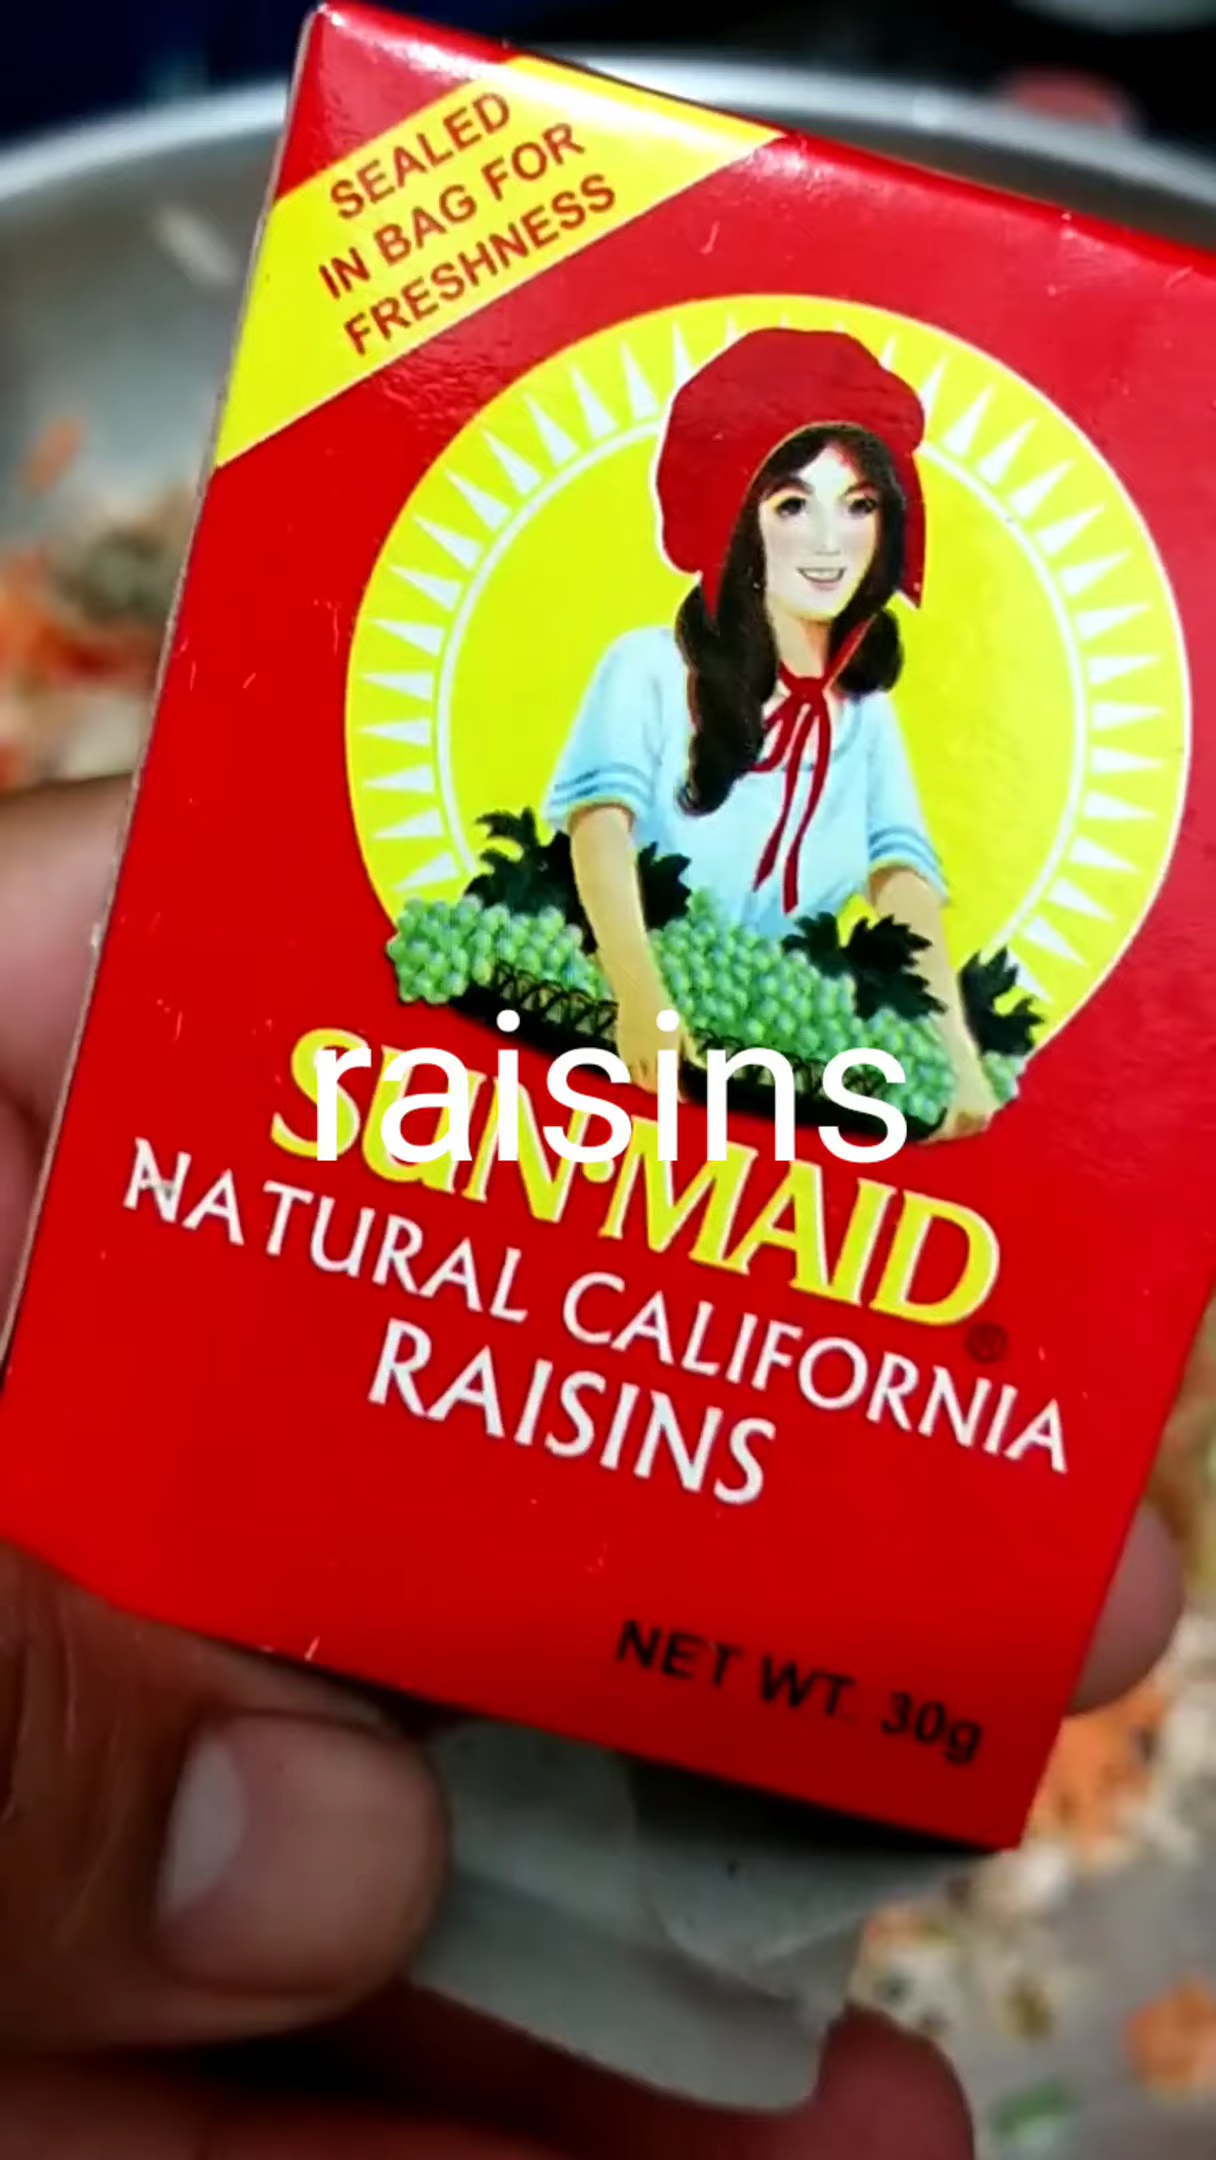 SEALED
IN BAG FOR
FRESHNESS
raisins
SUN·MAID®
NATURAL CALIFORNIA
RAISINS
NET WT. 30g